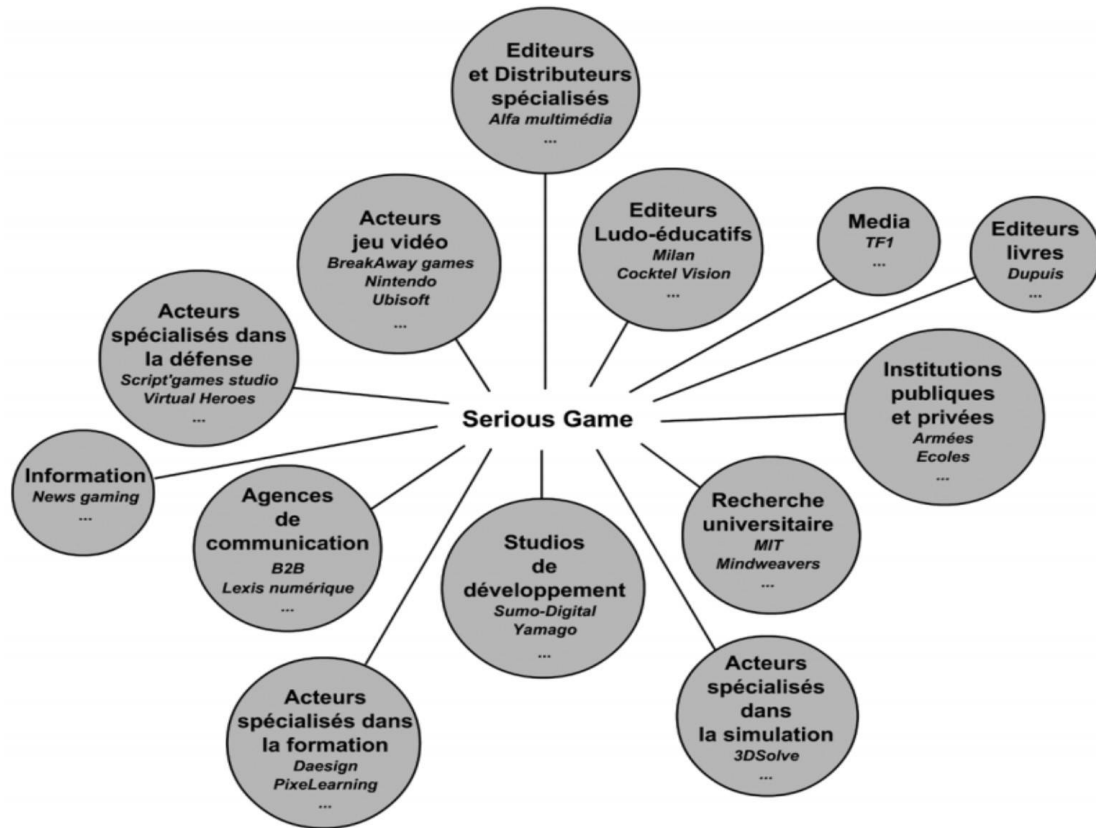 Editeurs
et Distributeurs
spécialisés
Alfa multimédia
...
Acteurs
jeu vidéo
BreakAway games
Nintendo
Ubisoft
...
Editeurs
Ludo-éducatifs
Milan
Cocktel Vision
...
Media
TF1
...
Editeurs
livres
Dupuis
...
Acteurs
spécialisés dans
la défense
Script'games studio
Virtual Heroes
...
Serious Game
Institutions
publiques
et privées
Armées
Ecoles
...
Information
News gaming
...
Agences
de
communication
B2B
Lexis numérique
...
Studios
de
développement
Sumo-Digital
Yamago
...
Recherche
universitaire
MIT
Mindweavers
...
Acteurs
spécialisés dans
la formation
Daesign
PixeLearning
...
Acteurs
spécialisés
dans
la simulation
3DSolve
...